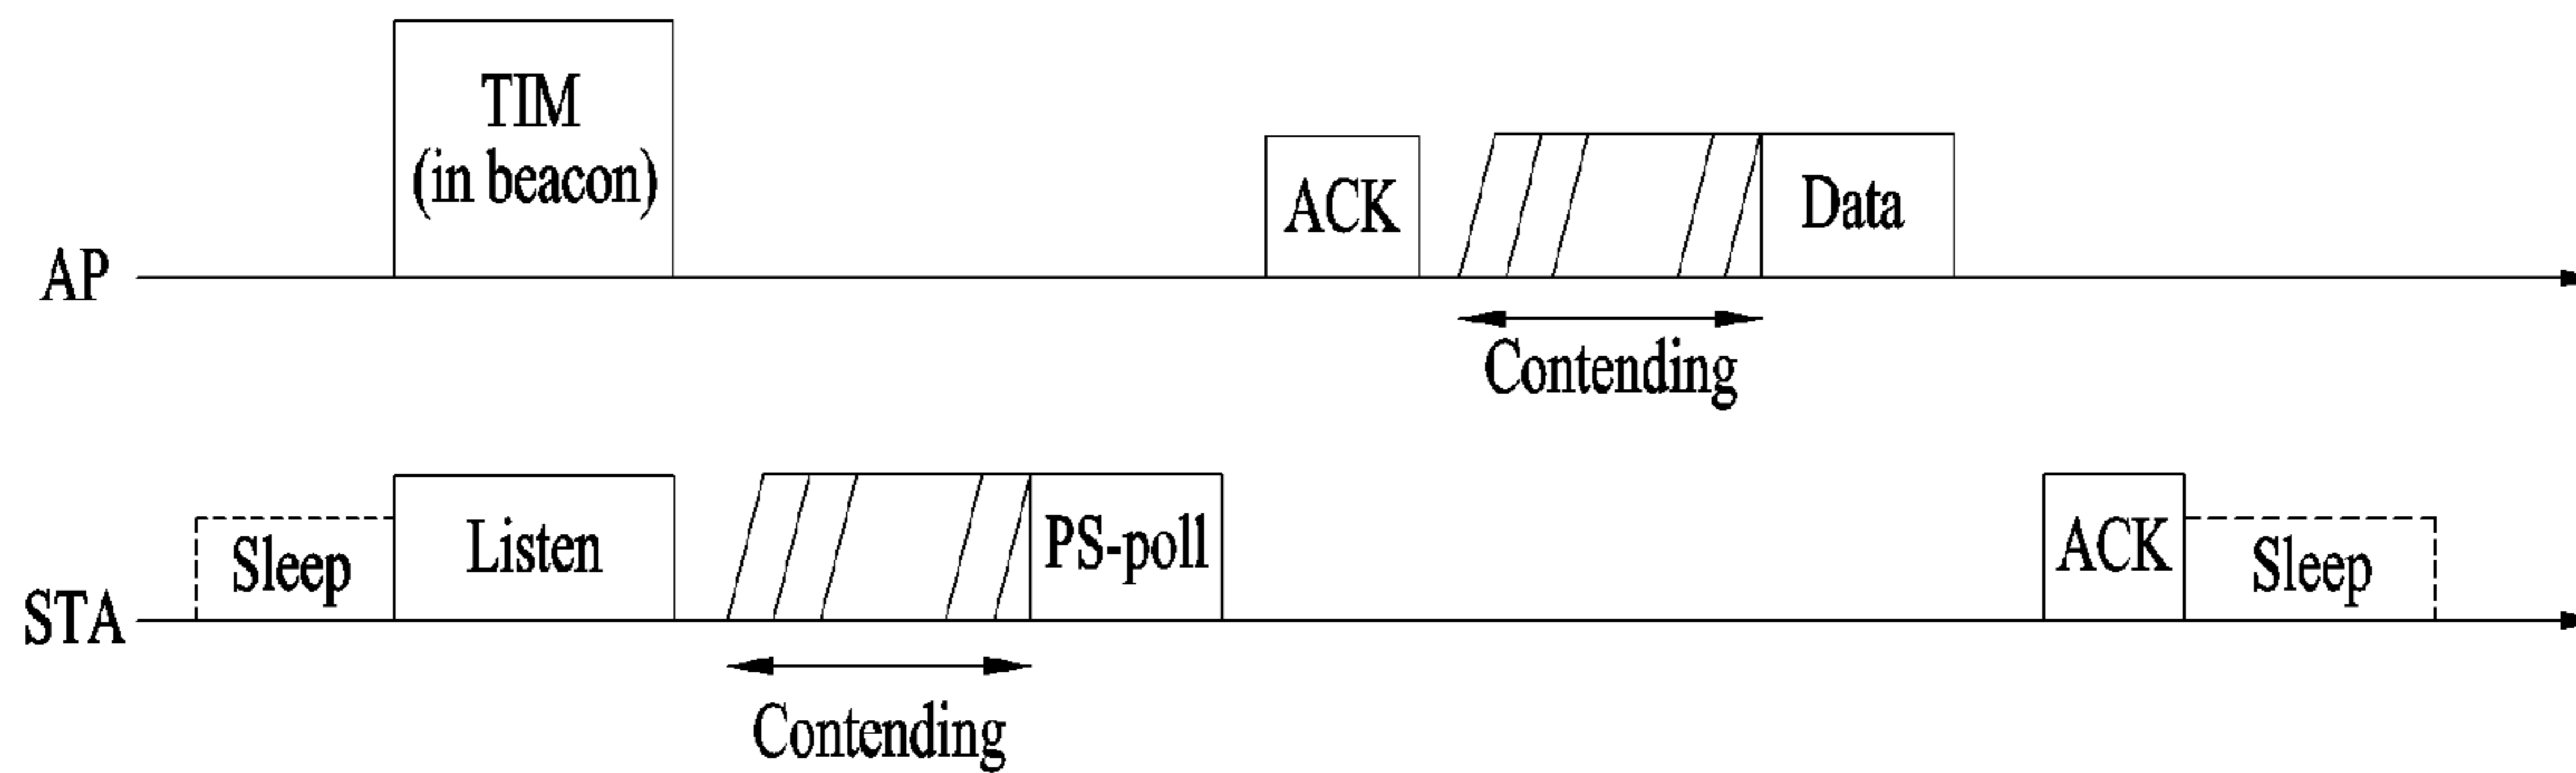 TIM
(in beacon)
ACK
Data
AP
Contending
Sleep
Listen
PS-poll
ACK
Sleep
STA
Contending